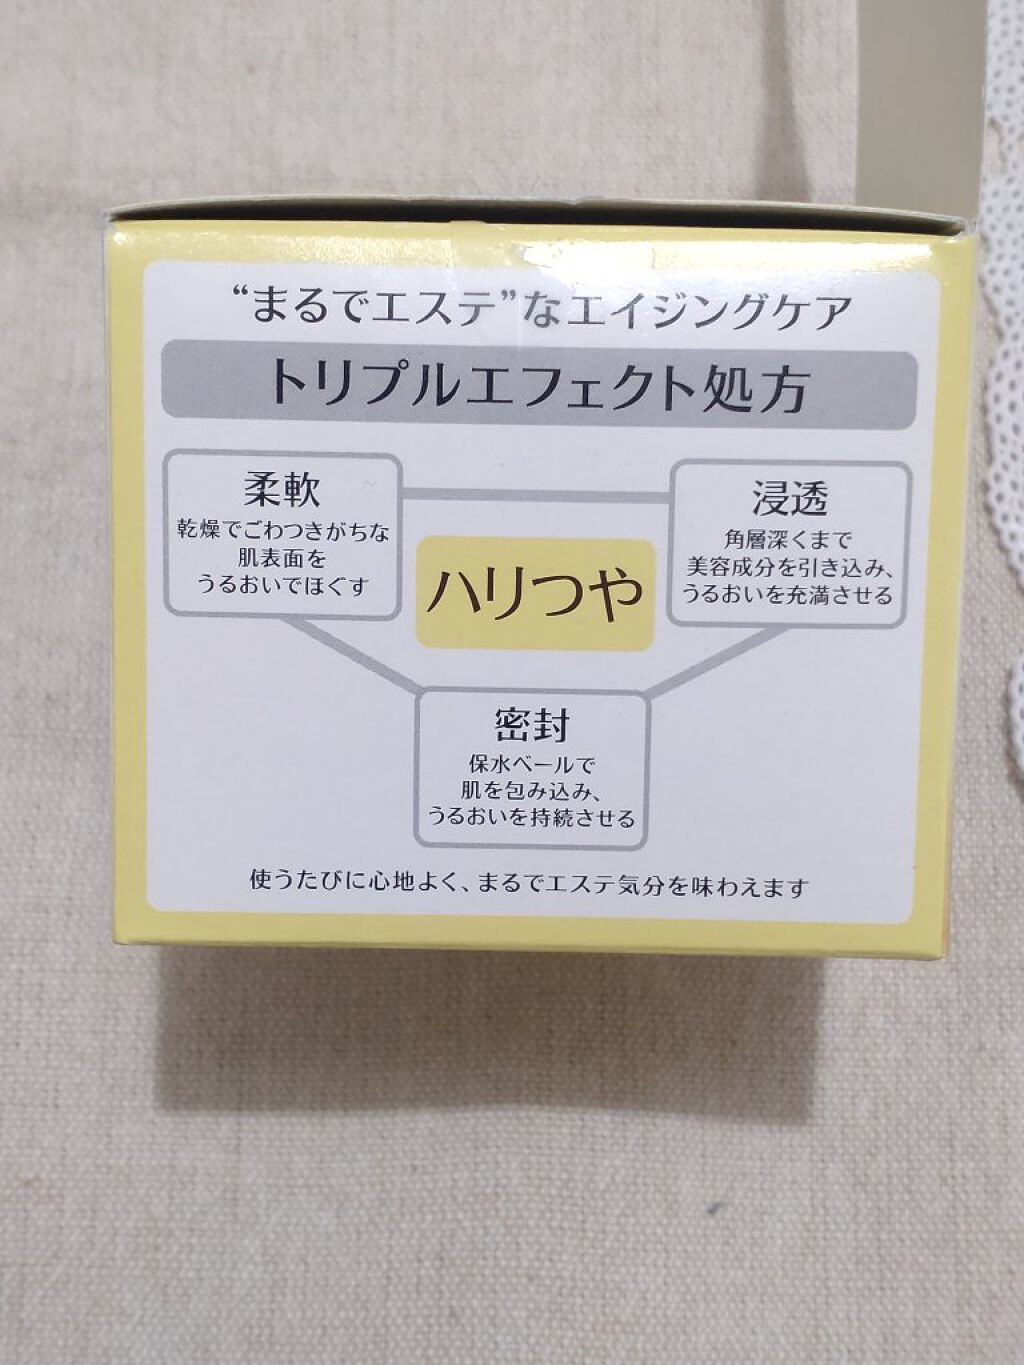 “まるでエステ”なエイジングケア
トリプルエフェクト処方
柔軟
乾燥でごわつきがちな
肌表面を
うるおいでほぐす
浸透
角層深くまで
美容成分を引き込み、
うるおいを充満させる
ハリつや
密封
保水ベールで
肌を包み込み、
うるおいを持続させる
使うたびに心地よく、まるでエステ気分を味わえます